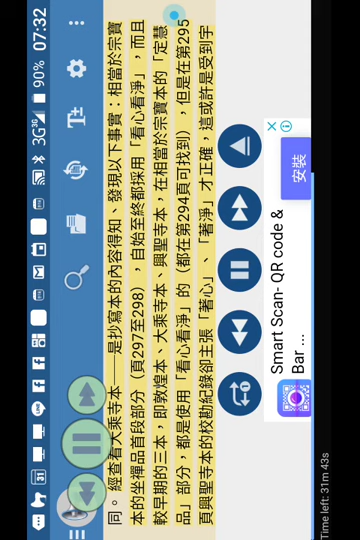 31 3G 90% 07:32
同。經查看大乘寺本──是抄寫本的內容得知、發現以下事實：相當於宗寶
本的坐禪品首段部分（頁297至298），自始至終都採用「看心看淨」，而且
較早期的三本，即敦煌本、大乘寺本、興聖寺本，在相當於宗寶本的「定慧
品」部分，都是使用「看心看淨」的（都在第294頁可找到），但是在第295
頁興聖寺本的校勘紀錄卻主張「著心」、「著淨」才正確，這或許是受到宇
Smart Scan- QR code &
Bar ...
安裝
Time left: 31m 43s